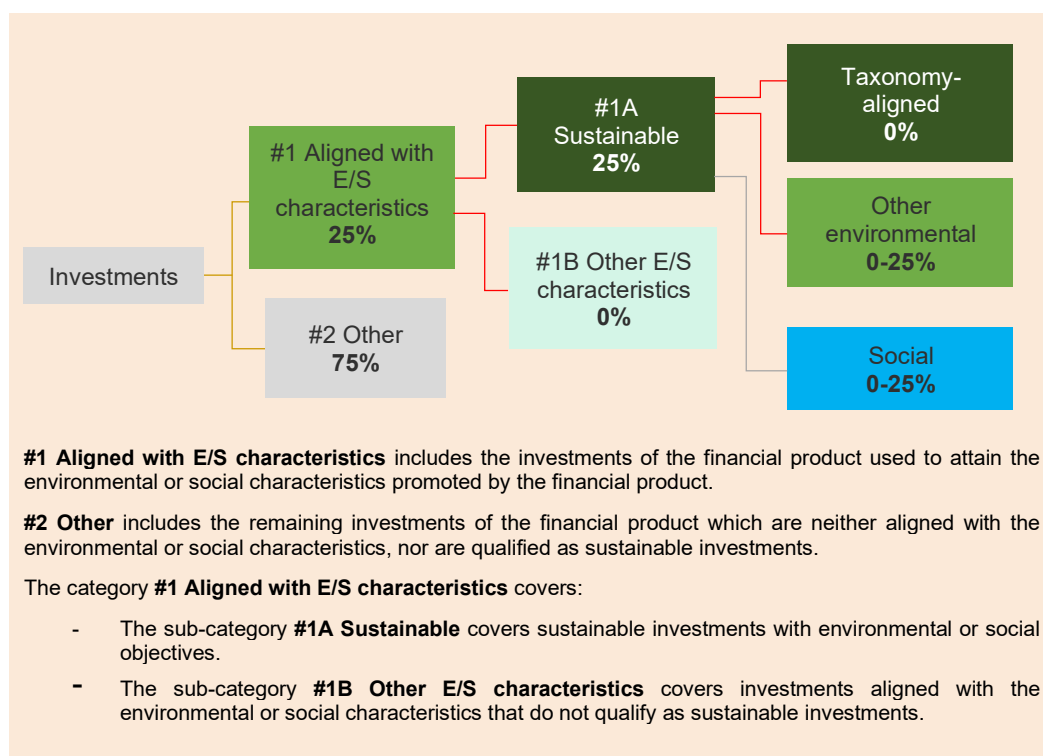 Investments
#1 Aligned with
E/S
characteristics
25%
#2 Other
75%
#1A
Sustainable
25%
#1B Other E/S
characteristics
0%
Taxonomy-
aligned
0%
Other
environmental
0-25%
Social
0-25%
#1 Aligned with E/S characteristics includes the investments of the financial product used to attain the
environmental or social characteristics promoted by the financial product.
#2 Other includes the remaining investments of the financial product which are neither aligned with the
environmental or social characteristics, nor are qualified as sustainable investments.
The category #1 Aligned with E/S characteristics covers:
- The sub-category #1A Sustainable covers sustainable investments with environmental or social
objectives.
- The sub-category #1B Other E/S characteristics covers investments aligned with the
environmental or social characteristics that do not qualify as sustainable investments.